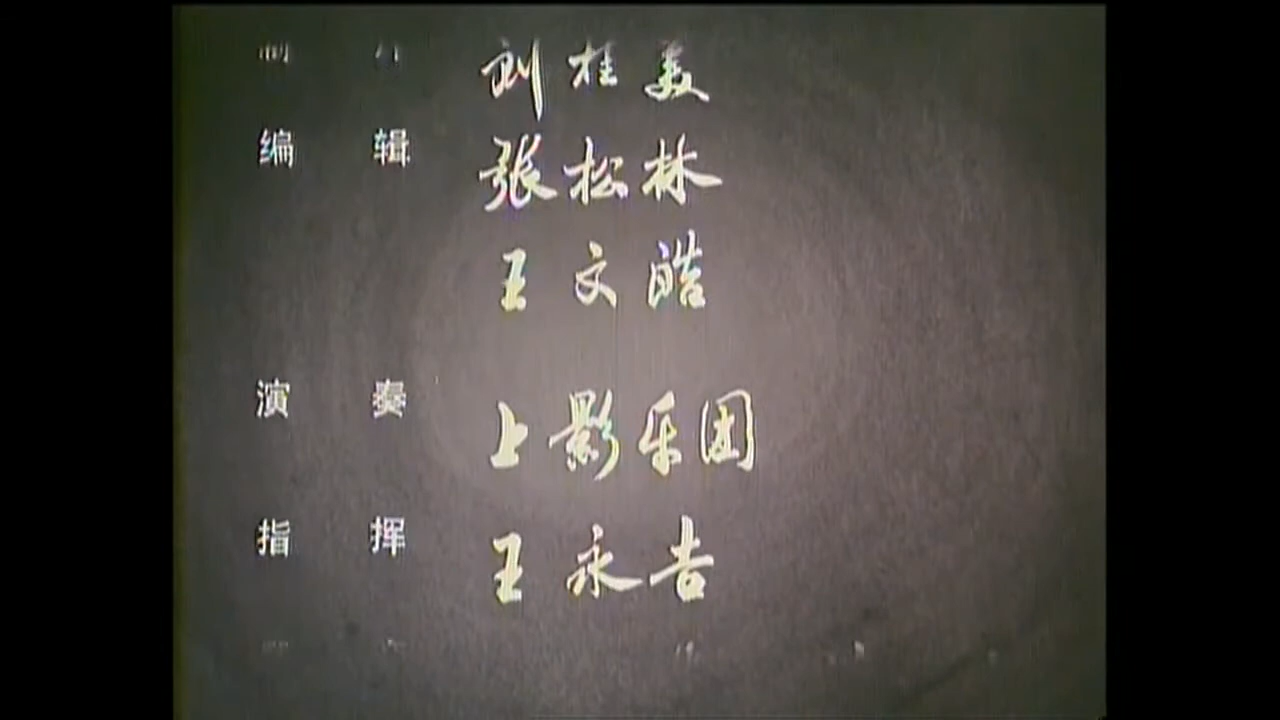 刘桂美
编辑 张松林
王文皓
演奏 上影乐团
指挥 王永吉